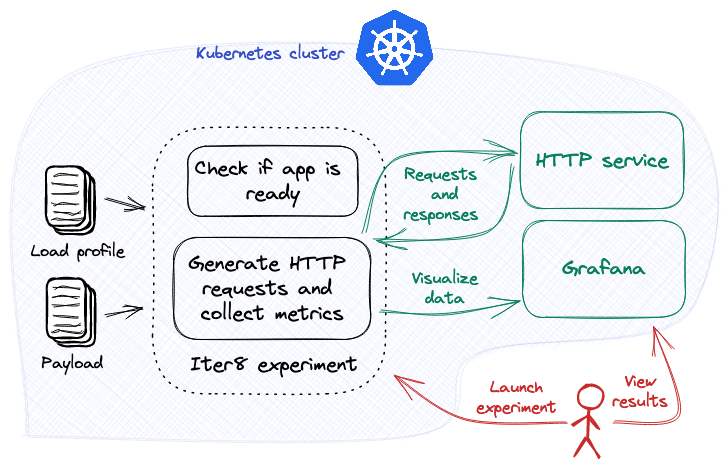 Kubernetes cluster
Check if app is
ready
Requests
and
responses
HTTP service
Load profile
Generate HTTP
requests and
collect metrics
Visualize
data
Grafana
Payload
Iter8 experiment
Launch
experiment
View
results